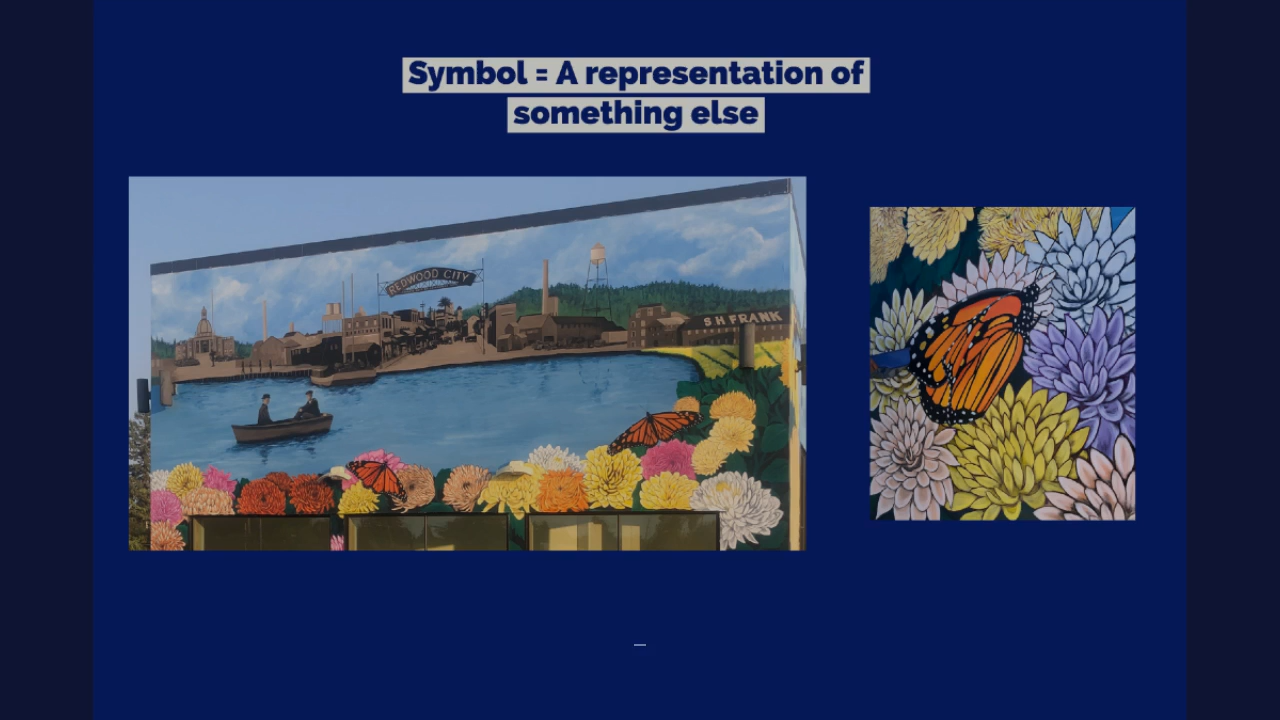 Symbol = A representation of
something else
REDWOOD CITY
S H FRANK